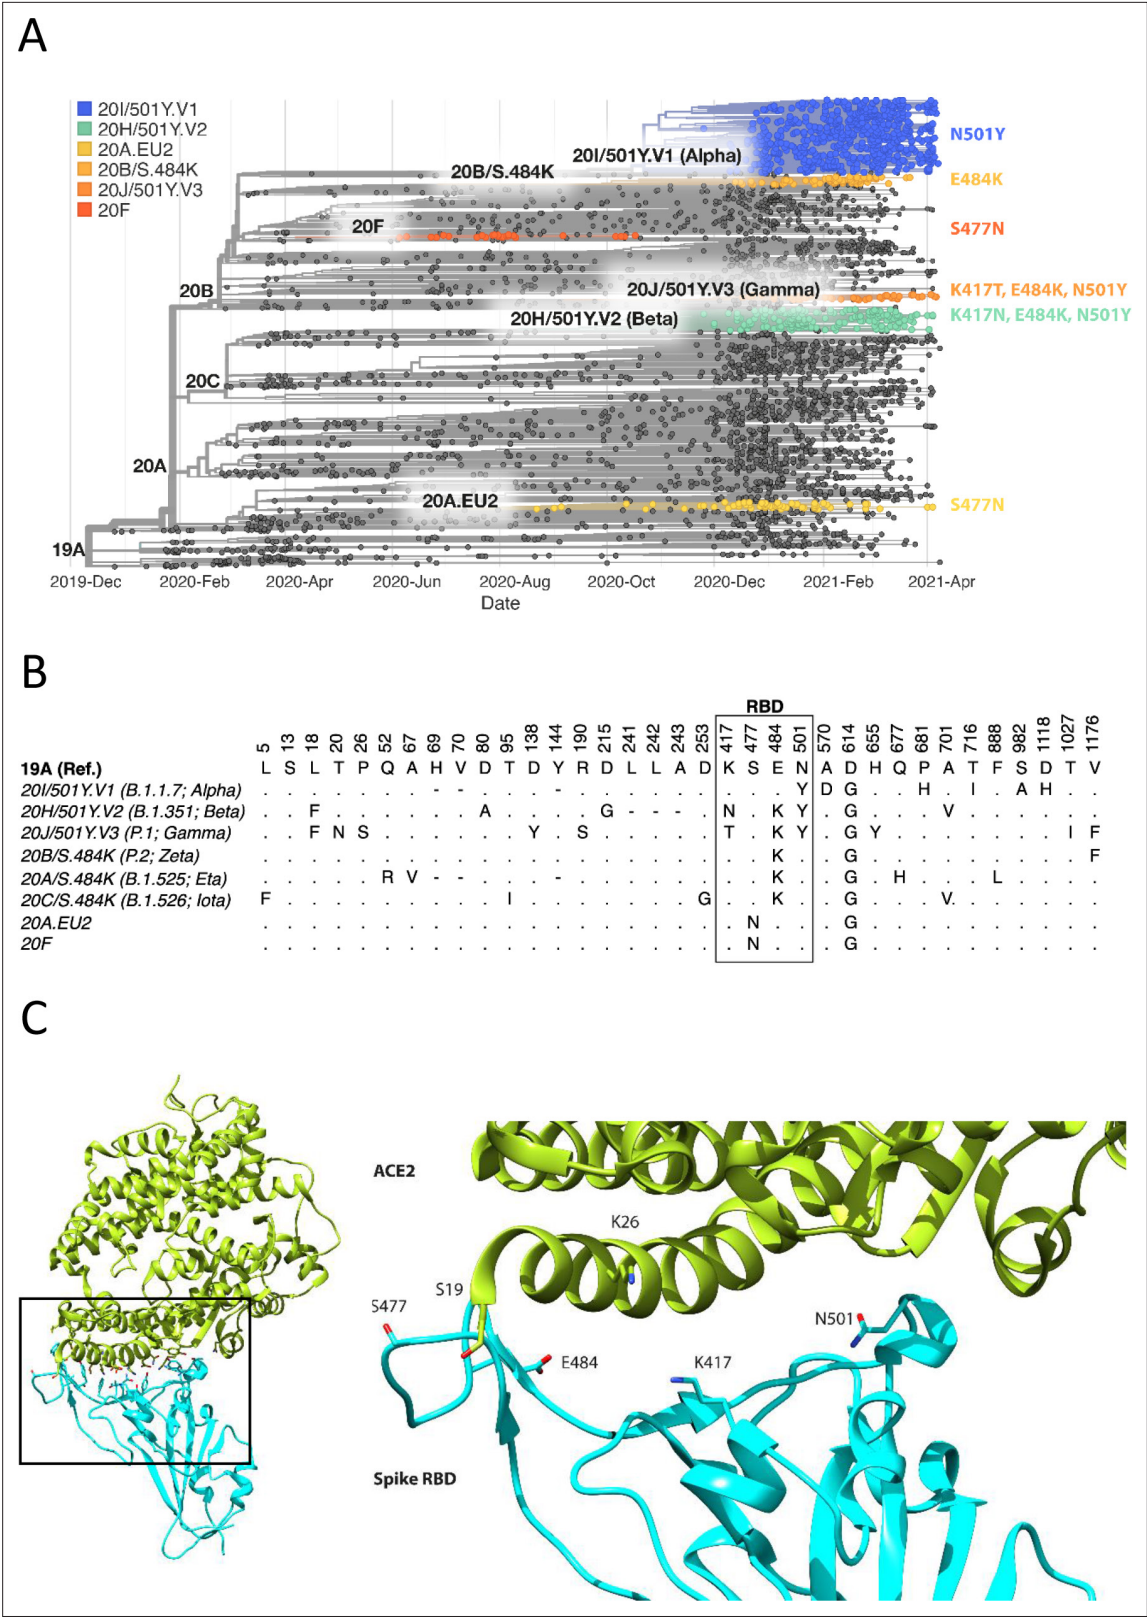 A
20I/501Y.V1
20H/501Y.V2
20A.EU2
20B/S.484K
20J/501Y.V3
20F
20I/501Y.V1 (Alpha)
N501Y
20B/S.484K
E484K
20F
S477N
20B
20J/501Y.V3 (Gamma)
K417T, E484K, N501Y
20H/501Y.V2 (Beta)
K417N, E484K, N501Y
20C
20A
20A.EU2
S477N
19A
2019-Dec 2020-Feb 2020-Apr 2020-Jun 2020-Aug 2020-Oct 2020-Dec 2021-Feb 2021-Apr
Date
B
RBD
5 13 18 20 26 52 67 69 70 80 95 138 144 190 215 241 242 243 253 417 477 484 501 570 614 655 677 681 701 716 888 982 1118 1027 1176
19A (Ref.) L S L T P Q A H V D T D Y R D L L A D K S E N A D H Q P A T F S D T V
20I/501Y.V1 (B.1.1.7; Alpha) . . . . . . . - - . . . - . . . . . . . . . Y D G . . H . I . A H . .
20H/501Y.V2 (B.1.351; Beta) . . F . . . . . . A . . . . G - - - . N . K Y . G . . . V . . . . . .
20J/501Y.V3 (P.1; Gamma) . . F N S . . . . . . Y . S . . . . . T . K Y . G Y . . . . . . . I F
20B/S.484K (P.2; Zeta) . . . . . . . . . . . . . . . . . . . . . K . . G . . . . . . . . . F
20A/S.484K (B.1.525; Eta) . . . . . R V - - . . . - . . . . . . . . K . . G . H . . . L . . . .
20C/S.484K (B.1.526; Iota) F . . . . . . . . . I . . . . . . . G . . K . . G . . . V . . . . . .
20A.EU2 . . . . . . . . . . . . . . . . . . . . N . . . G . . . . . . . . . .
20F . . . . . . . . . . . . . . . . . . . . N . . . G . . . . . . . . . .
C
ACE2
K26
S19
S477
N501
E484
K417
Spike RBD